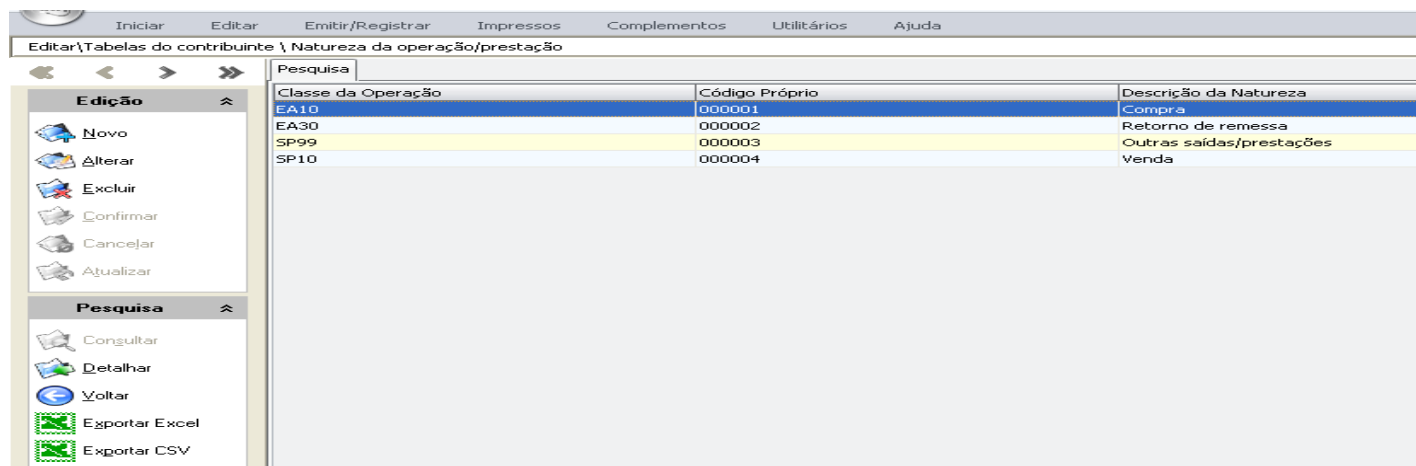 Iniciar Editar Emitir/Registrar Impressos Complementos Utilitários Ajuda
Editar\Tabelas do contribuinte \ Natureza da operação/prestação
Pesquisa
Edição
Novo
Alterar
Excluir
Confirmar
Cancelar
Atualizar
Pesquisa
Consultar
Detalhar
Voltar
Exportar Excel
Exportar CSV
Classe da Operação Código Próprio Descrição da Natureza
EA10 000001 Compra
EA30 000002 Retorno de remessa
SP99 000003 Outras saídas/prestações
SP10 000004 Venda